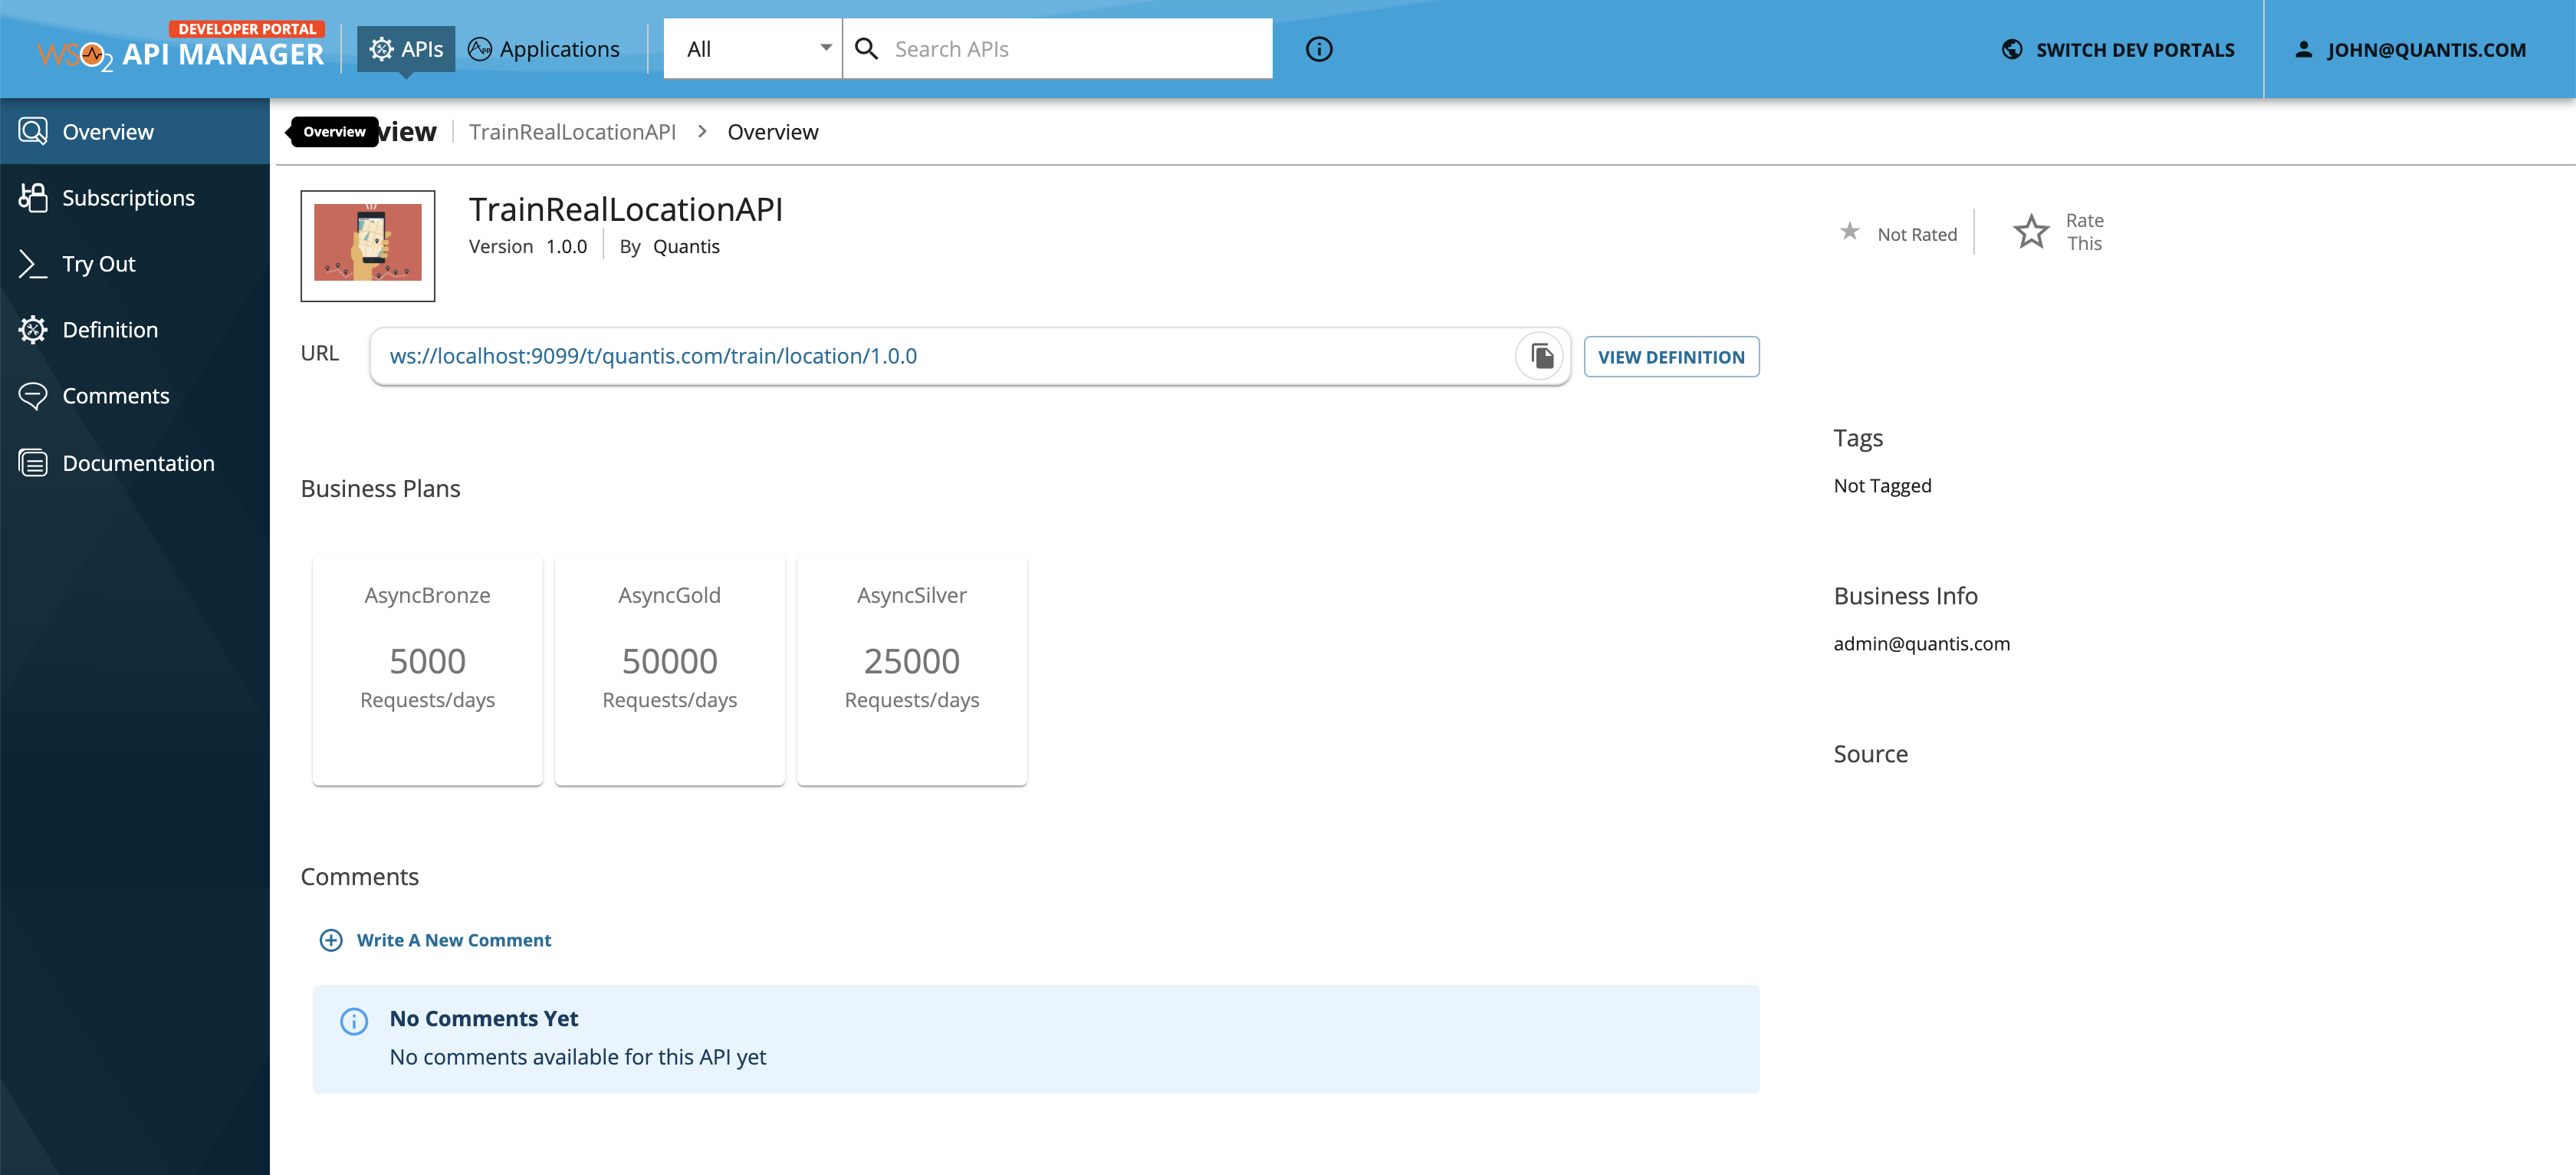 DEVELOPER PORTAL
WSO2 API MANAGER
APIs
Applications
All
Search APIs
SWITCH DEV PORTALS
JOHN@QUANTIS.COM
Overview
Subscriptions
Try Out
Definition
Comments
Documentation
Overview
view
TrainRealLocationAPI > Overview
TrainRealLocationAPI
Version 1.0.0
By Quantis
Not Rated
Rate
This
URL
ws://localhost:9099/t/quantis.com/train/location/1.0.0
VIEW DEFINITION
Business Plans
AsyncBronze
5000
Requests/days
AsyncGold
50000
Requests/days
AsyncSilver
25000
Requests/days
Tags
Not Tagged
Business Info
admin@quantis.com
Source
Comments
Write A New Comment
No Comments Yet
No comments available for this API yet